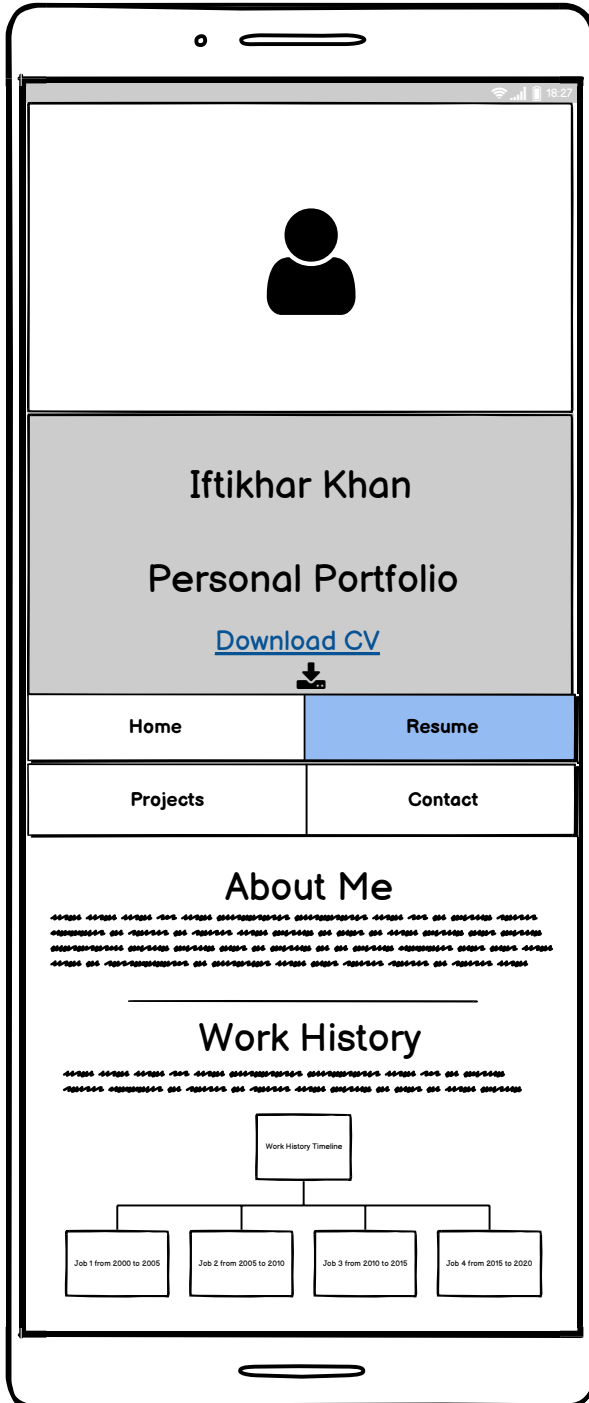 18:27
Iftikhar Khan
Personal Portfolio
Download CV
Home
Resume
Projects
Contact
About Me
Work History
Work History Timeline
Job 1 from 2000 to 2005
Job 2 from 2005 to 2010
Job 3 from 2010 to 2015
Job 4 from 2015 to 2020